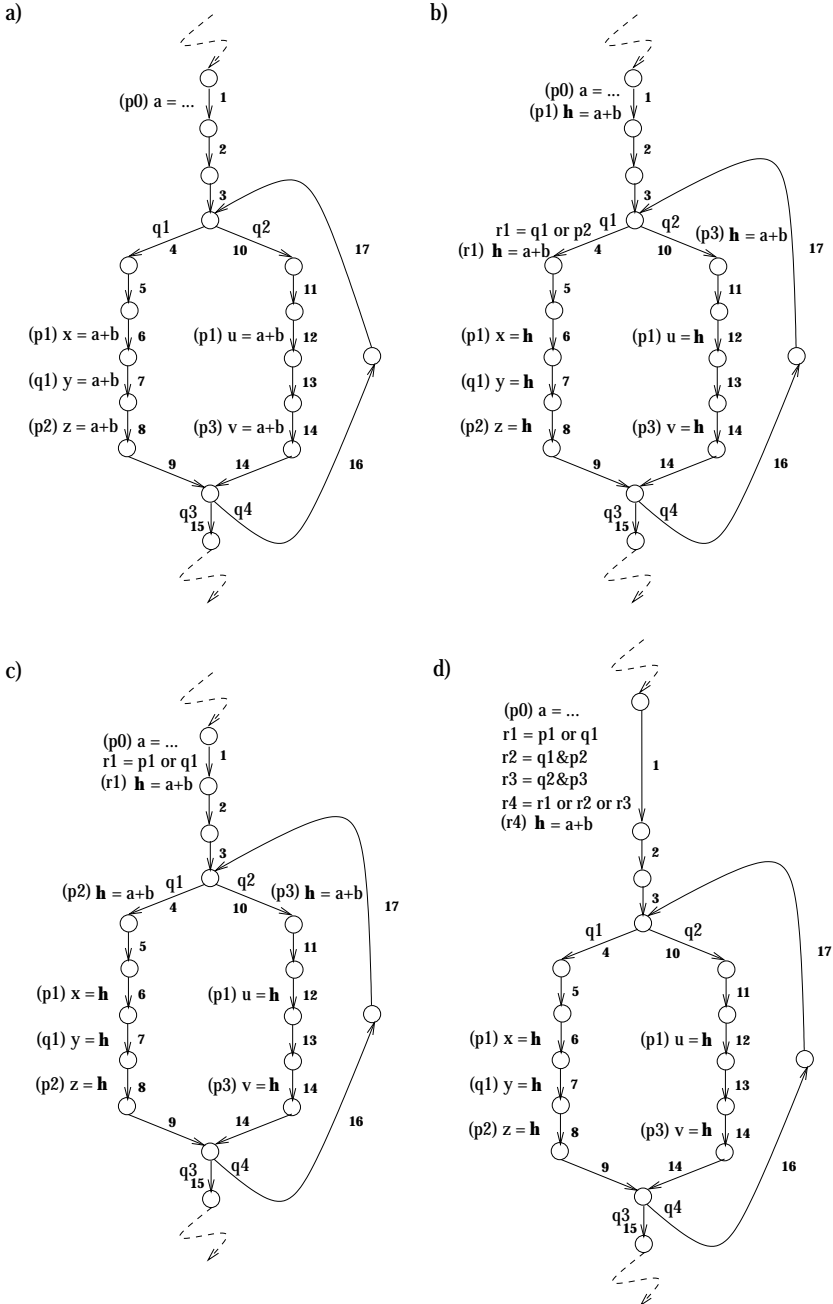 a)
(p0) a = ...
1
2
3
q1
q2
4
10
17
5
11
(p1) x = a+b
6
(p1) u = a+b
12
(q1) y = a+b
7
13
(p2) z = a+b
8
(p3) v = a+b
14
9
14
16
q3
q4
15
b)
(p0) a = ...
1
(p1) h = a+b
2
3
r1 = q1 or p2
q1
q2
(p3) h = a+b
17
(r1) h = a+b
4
10
5
11
(p1) x = h
6
(p1) u = h
12
(q1) y = h
7
13
(p2) z = h
8
(p3) v = h
14
9
14
16
q3
q4
15
c)
(p0) a = ...
r1 = p1 or q1
1
(r1) h = a+b
2
3
(p2) h = a+b
q1
q2
(p3) h = a+b
4
10
17
5
11
(p1) x = h
6
(p1) u = h
12
(q1) y = h
7
13
(p2) z = h
8
(p3) v = h
14
9
14
16
q3
q4
15
d)
(p0) a = ...
r1 = p1 or q1
r2 = q1&p2
1
r3 = q2&p3
r4 = r1 or r2 or r3
(r4) h = a+b
2
3
q1
q2
4
10
17
5
11
(p1) x = h
6
(p1) u = h
12
(q1) y = h
7
13
(p2) z = h
8
(p3) v = h
14
9
14
16
q3
q4
15